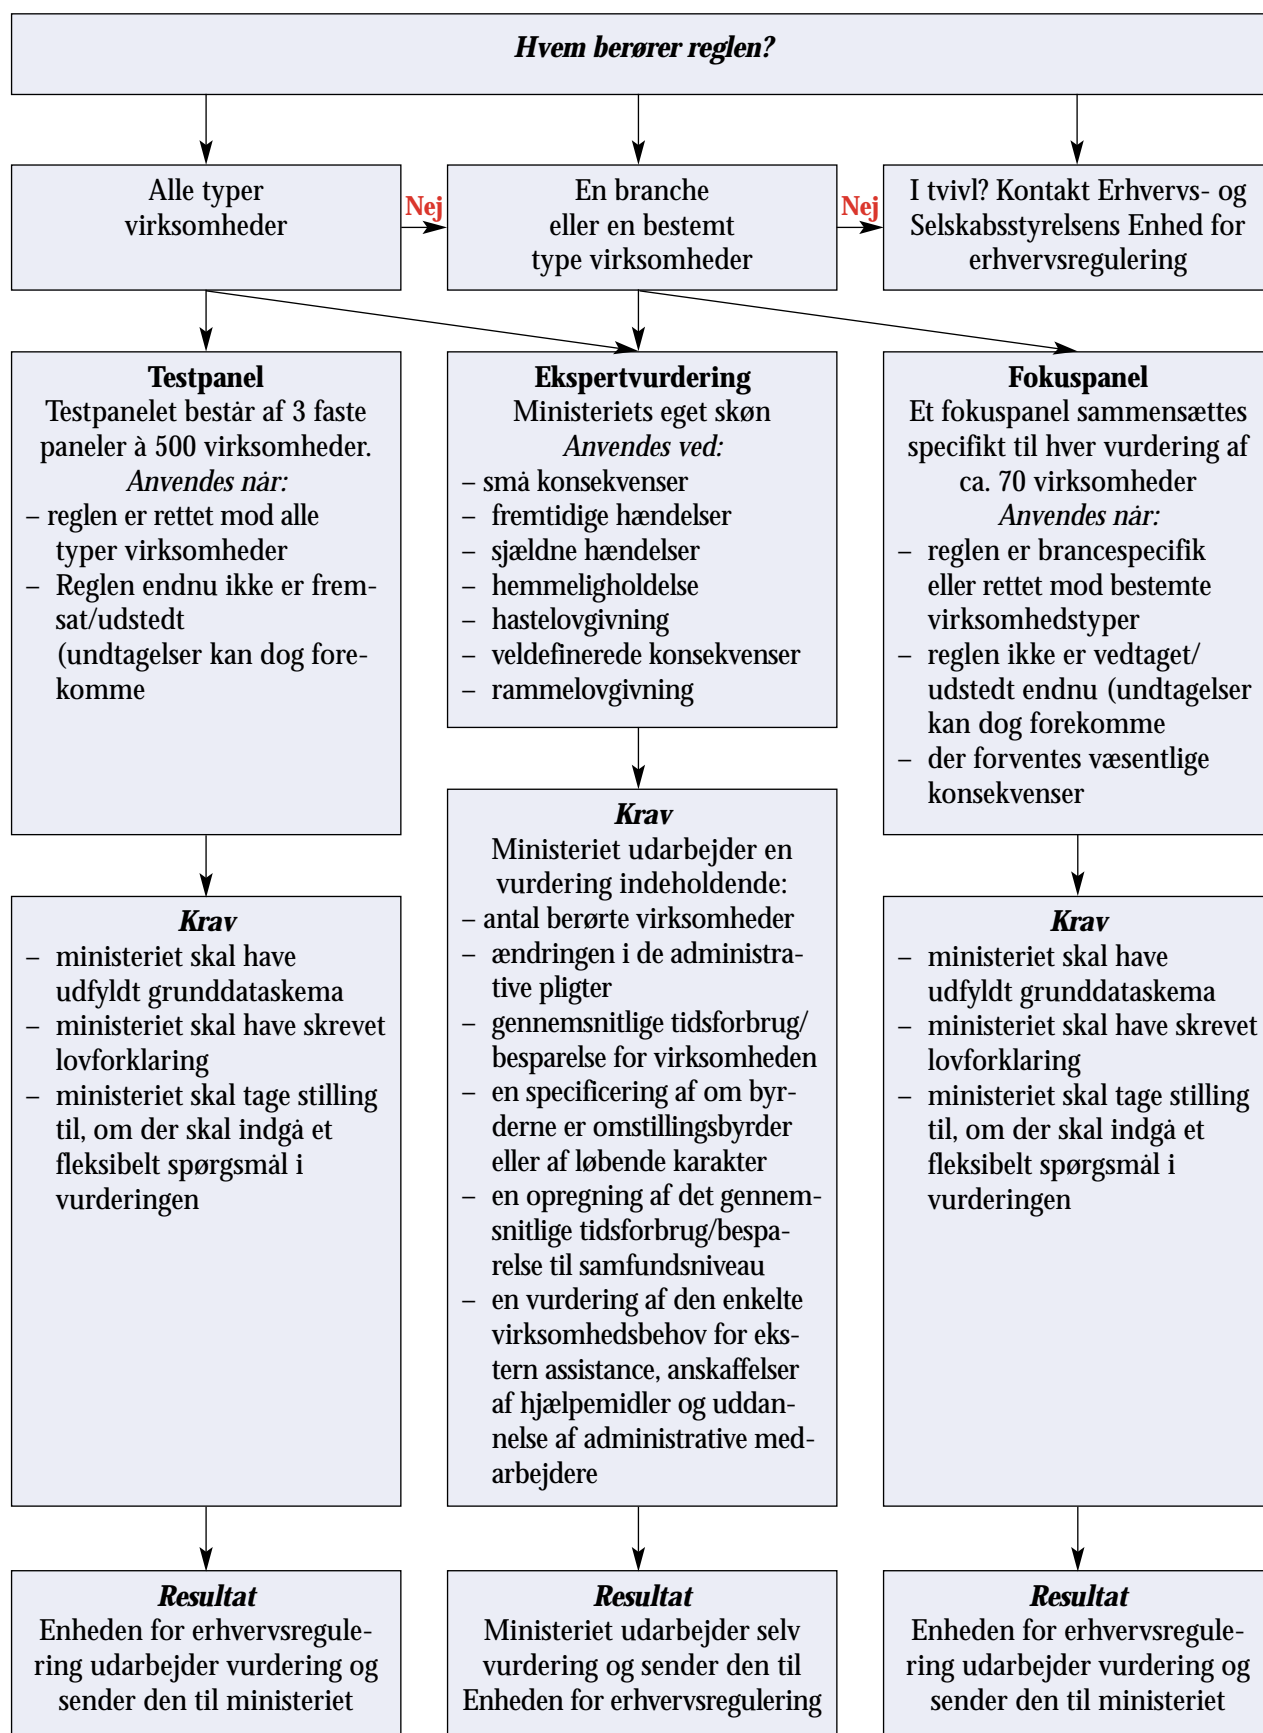 Hvem berører reglen?
Alle typer
virksomheder
Nej
En branche
eller en bestemt
type virksomheder
Nej
I tvivl? Kontakt Erhvervs- og
Selskabsstyrelsens Enhed for
erhvervsregulering
Testpanel
Testpanelet består af 3 faste
paneler à 500 virksomheder.
Anvendes når:
– reglen er rettet mod alle
typer virksomheder
– Reglen endnu ikke er frem-
sat/udstedt
(undtagelser kan dog fore-
komme
Ekspertvurdering
Ministeriets eget skøn
Anvendes ved:
– små konsekvenser
– fremtidige hændelser
– sjældne hændelser
– hemmeligholdelse
– hastelovgivning
– veldefinerede konsekvenser
– rammelovgivning
Fokuspanel
Et fokuspanel sammensættes
specifikt til hver vurdering af
ca. 70 virksomheder
Anvendes når:
– reglen er brancespecifik
eller rettet mod bestemte
virksomhedstyper
– reglen ikke er vedtaget/
udstedt endnu (undtagelser
kan dog forekomme
– der forventes væsentlige
konsekvenser
Krav
– ministeriet skal have
udfyldt grunddataskema
– ministeriet skal have skrevet
lovforklaring
– ministeriet skal tage stilling
til, om der skal indgå et
fleksibelt spørgsmål i
vurderingen
Krav
Ministeriet udarbejder en
vurdering indeholdende:
– antal berørte virksomheder
– ændringen i de administra-
tive pligter
– gennemsnitlige tidsforbrug/
besparelse for virksomheden
– en specificering af om byr-
derne er omstillingsbyrder
eller af løbende karakter
– en opregning af det gennem-
snitlige tidsforbrug/bespa-
relse til samfundsniveau
– en vurdering af den enkelte
virksomhedsbehov for eks-
tern assistance, anskaffelser
af hjælpemidler og uddan-
nelse af administrative med-
arbejdere
Krav
– ministeriet skal have
udfyldt grunddataskema
– ministeriet skal have skrevet
lovforklaring
– ministeriet skal tage stilling
til, om der skal indgå et
fleksibelt spørgsmål i
vurderingen
Resultat
Enheden for erhvervsregule-
ring udarbejder vurdering og
sender den til ministeriet
Resultat
Ministeriet udarbejder selv
vurdering og sender den til
Enheden for erhvervsregulering
Resultat
Enheden for erhvervsregule-
ring udarbejder vurdering og
sender den til ministeriet